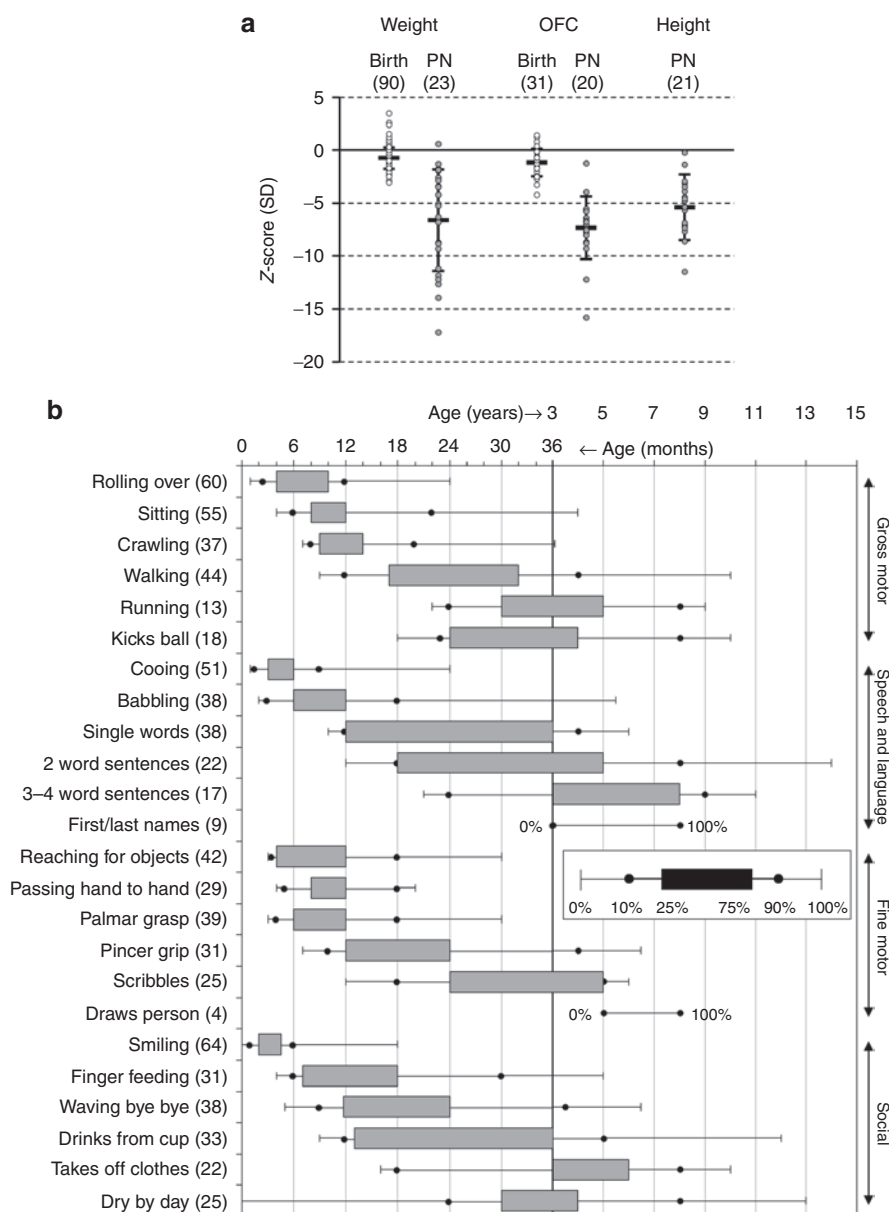 a
Weight OFC Height
Birth PN Birth PN PN
(90) (23) (31) (20) (21)
5
0
−5
−10
−15
−20
Z-score (SD)
b
Age (years)→ 3 5 7 9 11 13 15
0 6 12 18 24 30 36 ← Age (months)
Rolling over (60)
Sitting (55)
Crawling (37)
Walking (44)
Running (13)
Kicks ball (18)
Gross motor
Cooing (51)
Babbling (38)
Single words (38)
2 word sentences (22)
3–4 word sentences (17)
First/last names (9) 0% 100%
Speech and language
Reaching for objects (42)
Passing hand to hand (29)
Palmar grasp (39)
Pincer grip (31)
Scribbles (25)
Draws person (4) 0% 100%
0% 10% 25% 75% 90% 100%
Fine motor
Smiling (64)
Finger feeding (31)
Waving bye bye (38)
Drinks from cup (33)
Takes off clothes (22)
Dry by day (25)
Social